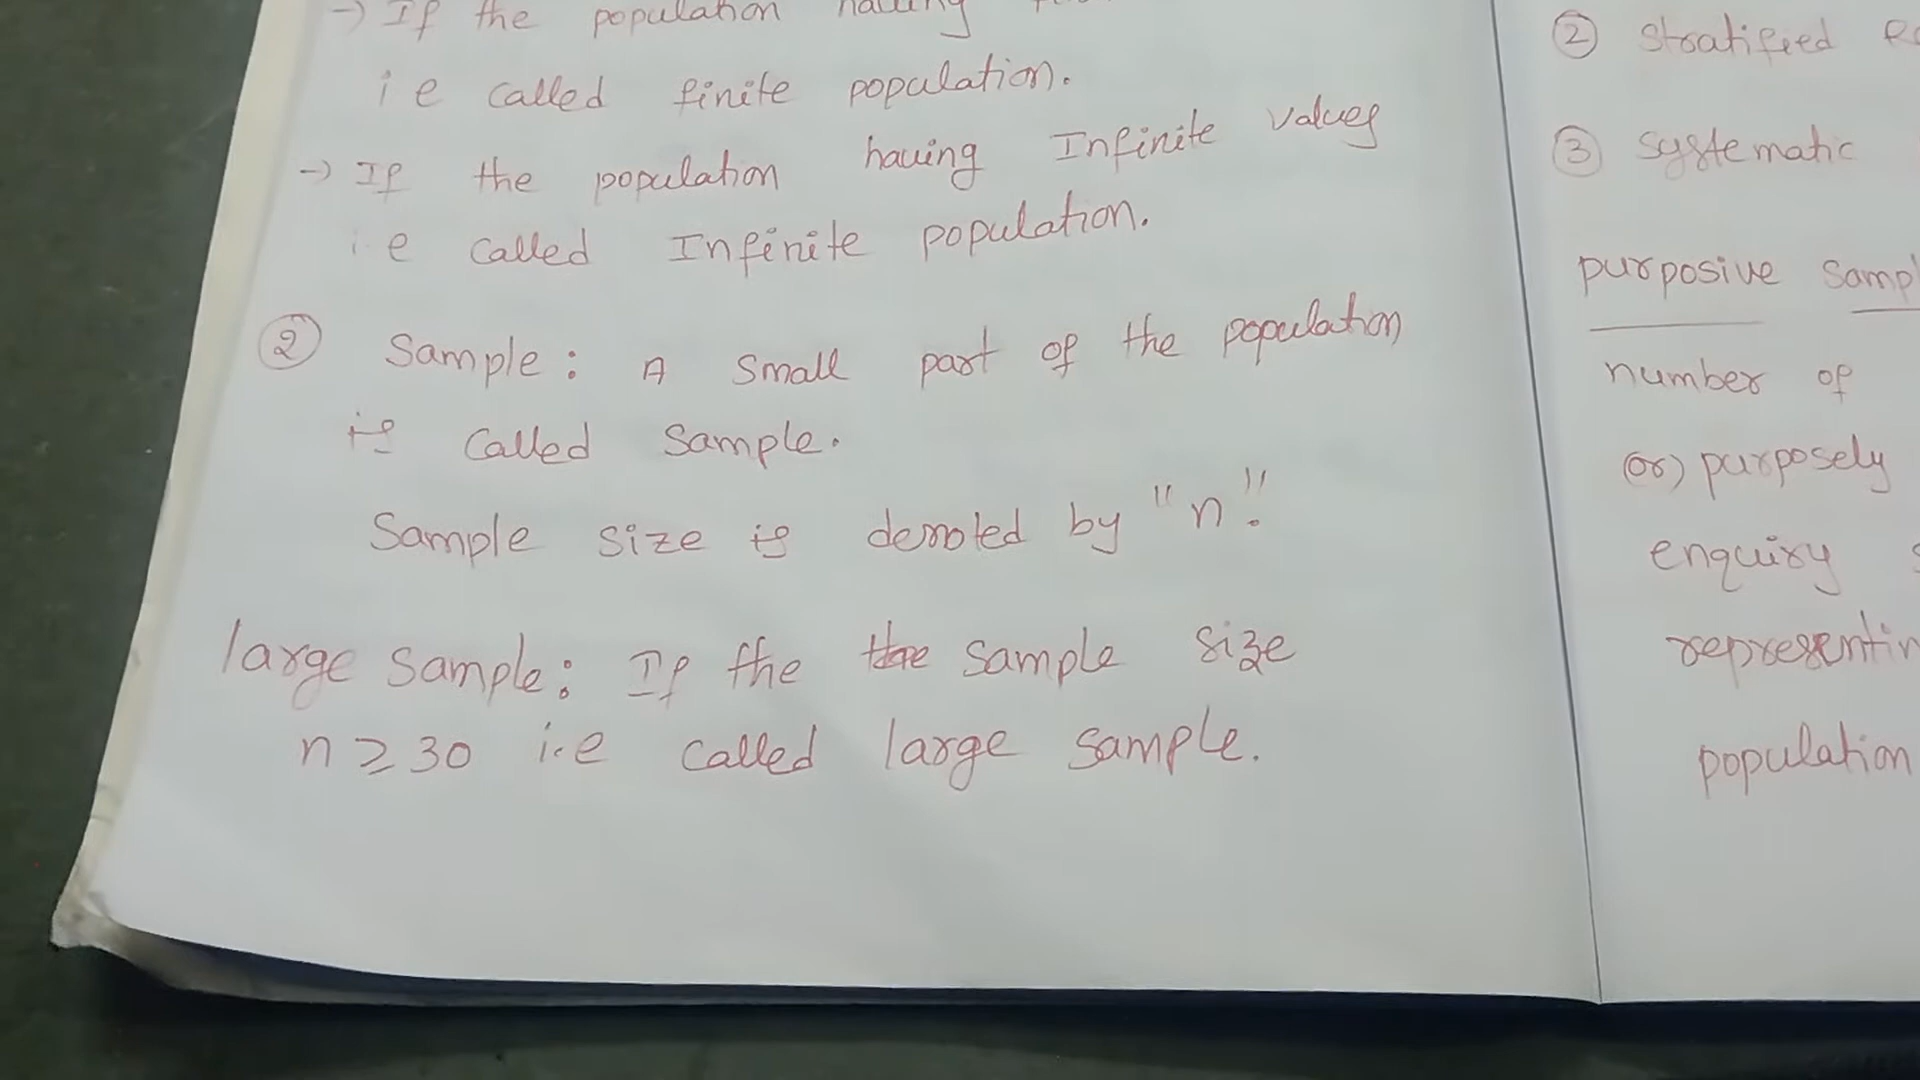 → If the population having
i e called finite population.
→ If the population having Infinite values
i e called Infinite population.
② Sample: A small part of the population
is called sample.
Sample size is denoted by "n".
large sample: If the the sample size
n ≥ 30 i.e called large sample.
② Stratified
③ systematic
purposive
number of
(or) purposely
enquiry
population